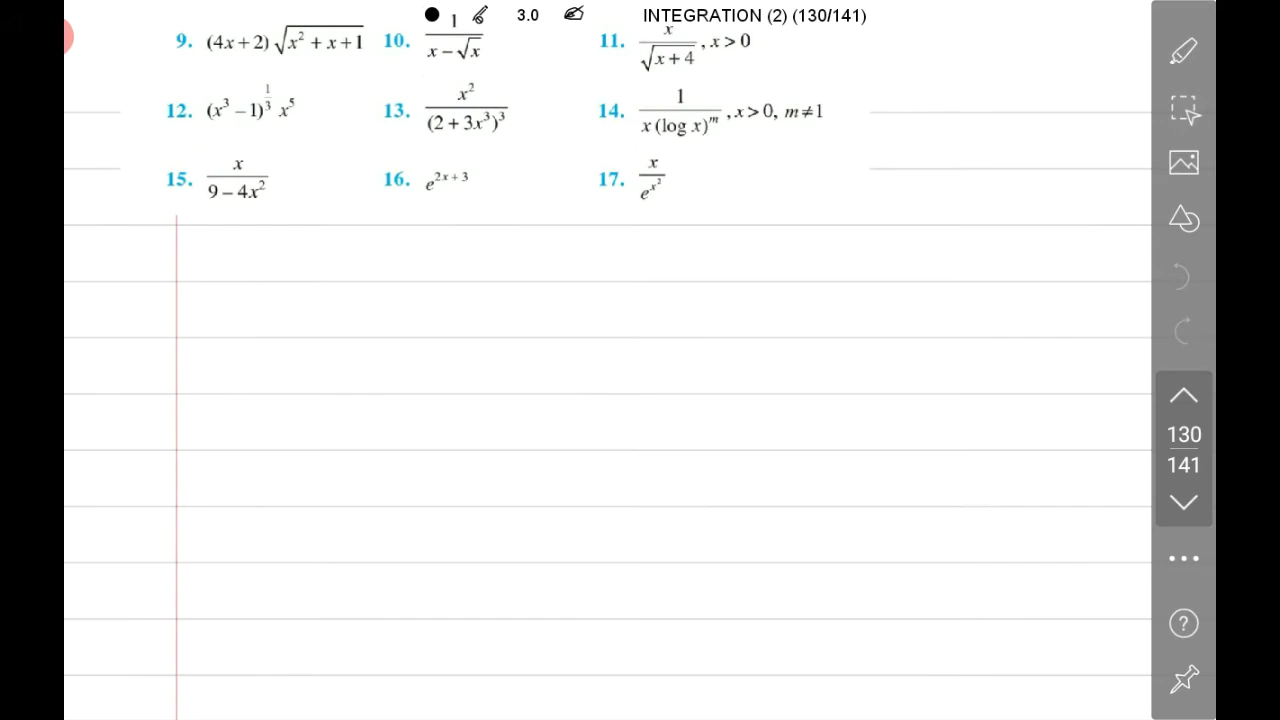 3.0 INTEGRATION (2) (130/141)
9. (4x + 2) √(x² + x + 1) 10. 1/(x − √x) 11. x/√(x + 4), x > 0
12. (x³ − 1)^(1/3) x⁵ 13. x²/(2 + 3x³)³ 14. 1/(x (log x)^m), x > 0, m ≠ 1
15. x/(9 − 4x²) 16. e^(2x + 3) 17. x/e^(x²)
130
141
?